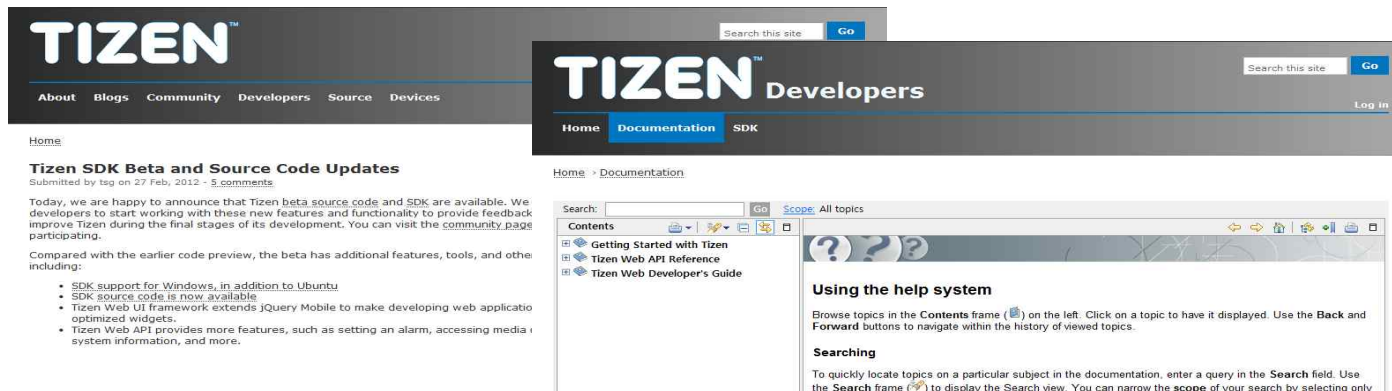 TIZEN™
Search this site Go
About Blogs Community Developers Source Devices
Home
Tizen SDK Beta and Source Code Updates
Submitted by tsg on 27 Feb, 2012 - 5 comments
Today, we are happy to announce that Tizen beta source code and SDK are available. We
developers to start working with these new features and functionality to provide feedback
improve Tizen during the final stages of its development. You can visit the community page
participating.
Compared with the earlier code preview, the beta has additional features, tools, and othe
including:
• SDK support for Windows, in addition to Ubuntu
• SDK source code is now available
• Tizen Web UI framework extends jQuery Mobile to make developing web applicatio
optimized widgets.
• Tizen Web API provides more features, such as setting an alarm, accessing media
system information, and more.
TIZEN™ Developers
Search this site Go
Log in
Home Documentation SDK
Home › Documentation
Search: Go Scope: All topics
Contents
Getting Started with Tizen
Tizen Web API Reference
Tizen Web Developer's Guide
Using the help system
Browse topics in the Contents frame () on the left. Click on a topic to have it displayed. Use the Back and
Forward buttons to navigate within the history of viewed topics.
Searching
To quickly locate topics on a particular subject in the documentation, enter a query in the Search field. Use
the Search frame () to display the Search view. You can narrow the scope of your search by selecting only